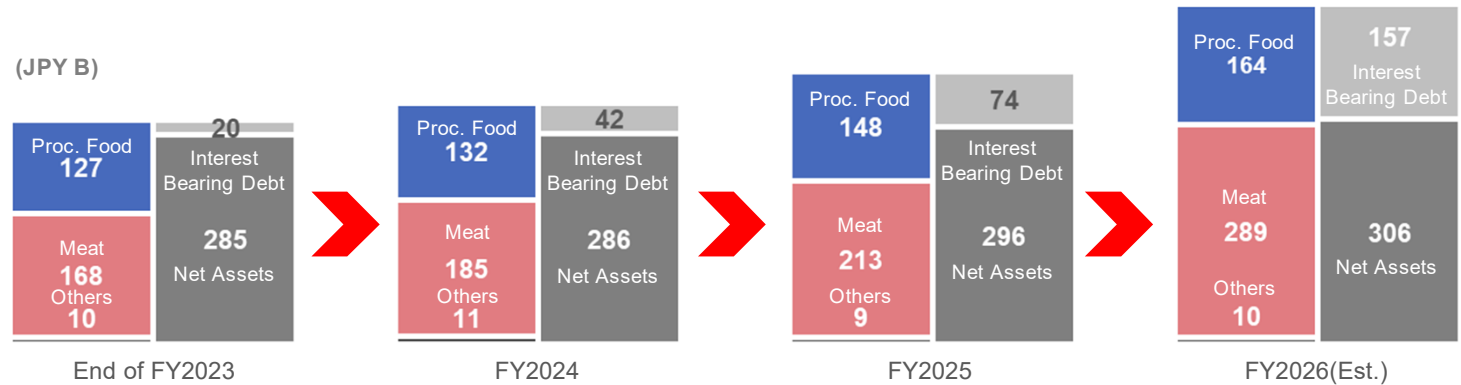 (JPY B)
Proc. Food
127
Meat
168
Others
10
20
Interest
Bearing Debt
285
Net Assets
End of FY2023
Proc. Food
132
Meat
185
Others
11
42
Interest
Bearing Debt
286
Net Assets
FY2024
Proc. Food
148
Meat
213
Others
9
74
Interest
Bearing Debt
296
Net Assets
FY2025
Proc. Food
164
Meat
289
Others
10
157
Interest
Bearing Debt
306
Net Assets
FY2026(Est.)